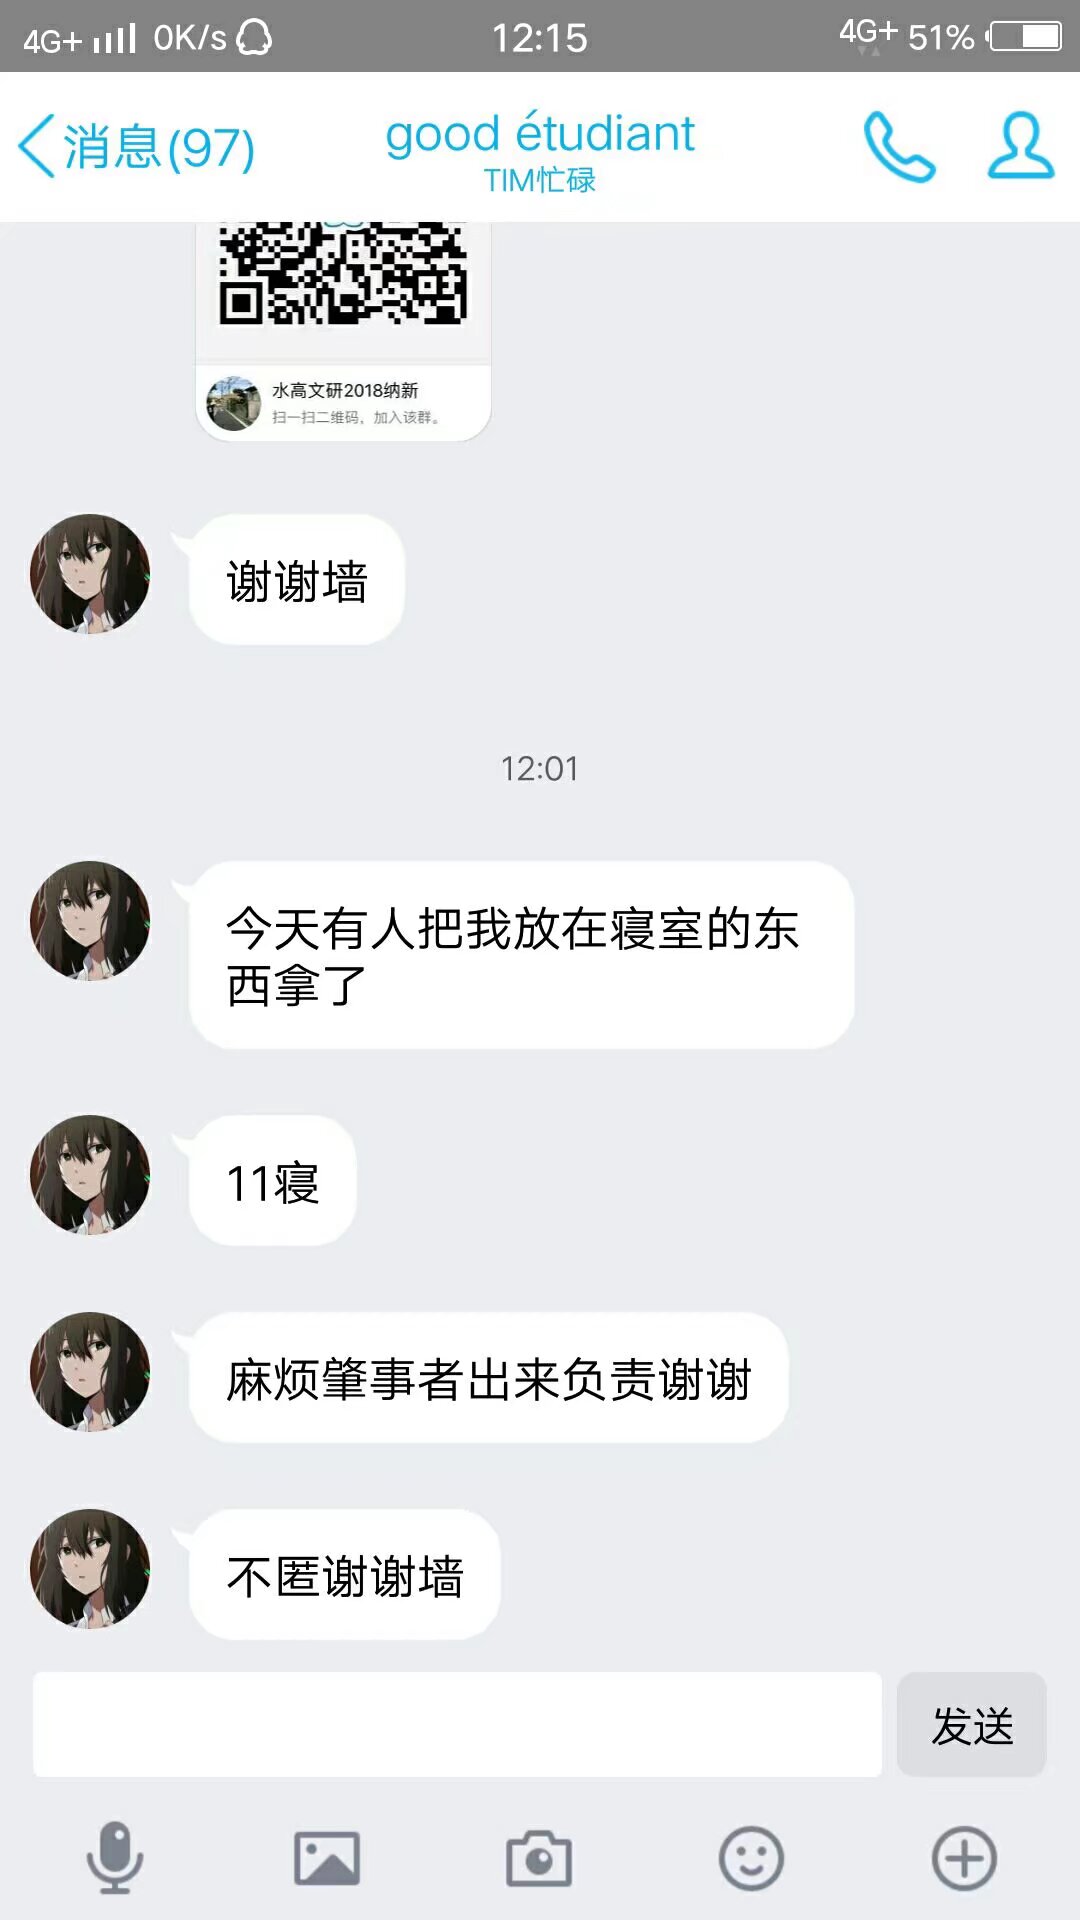 4G+ 0K/s 12:15 4G+ 51%
消息(97) good étudiant
TIM忙碌
水高文研2018纳新
扫一扫二维码，加入该群。
谢谢墙
12:01
今天有人把我放在寝室的东
西拿了
11寝
麻烦肇事者出来负责谢谢
不匿谢谢墙
发送